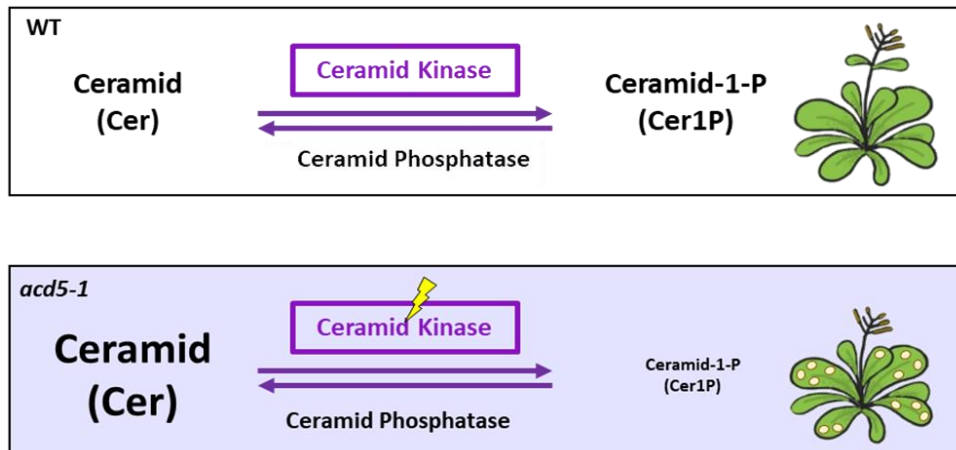 WT
Ceramid
(Cer)
Ceramid Kinase
Ceramid Phosphatase
Ceramid-1-P
(Cer1P)
acd5-1
Ceramid
(Cer)
Ceramid Kinase
Ceramid Phosphatase
Ceramid-1-P
(Cer1P)